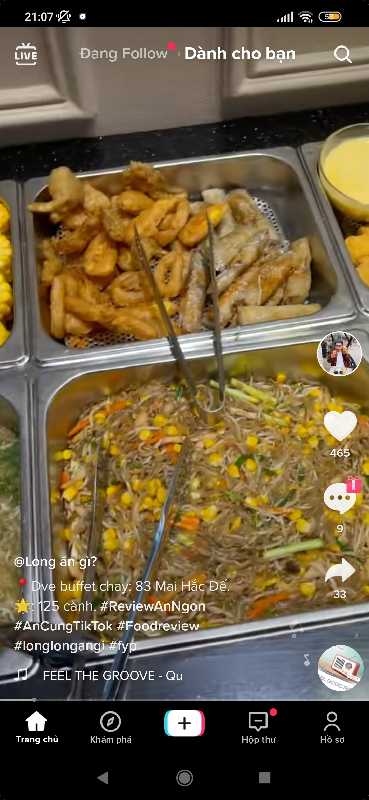 21:07
LIVE
Đang Follow Dành cho bạn
465
9
33
@Long ăn gì?
📍Dve buffet chay: 83 Mai Hắc Đế.
🌟: 125 cành. #ReviewAnNgon
#AnCungTikTok #Foodreview
#longlongangi #fyp
FEEL THE GROOVE - Qu
Trang chủ Khám phá Hộp thư Hồ sơ